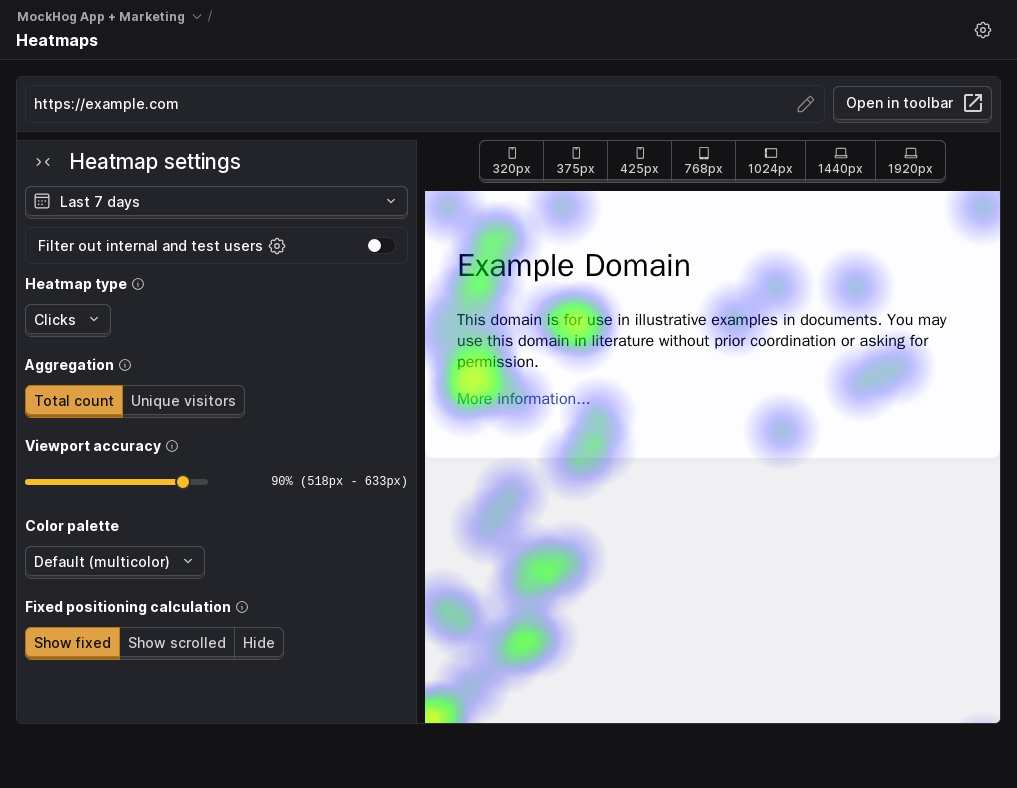 MockHog App + Marketing /
Heatmaps
https://example.com
Open in toolbar
Heatmap settings
320px 375px 425px 768px 1024px 1440px 1920px
Last 7 days
Filter out internal and test users
Heatmap type
Clicks
Aggregation
Total count Unique visitors
Viewport accuracy
90% (518px - 633px)
Color palette
Default (multicolor)
Fixed positioning calculation
Show fixed Show scrolled Hide
Example Domain
This domain is for use in illustrative examples in documents. You may
use this domain in literature without prior coordination or asking for
permission.
More information...